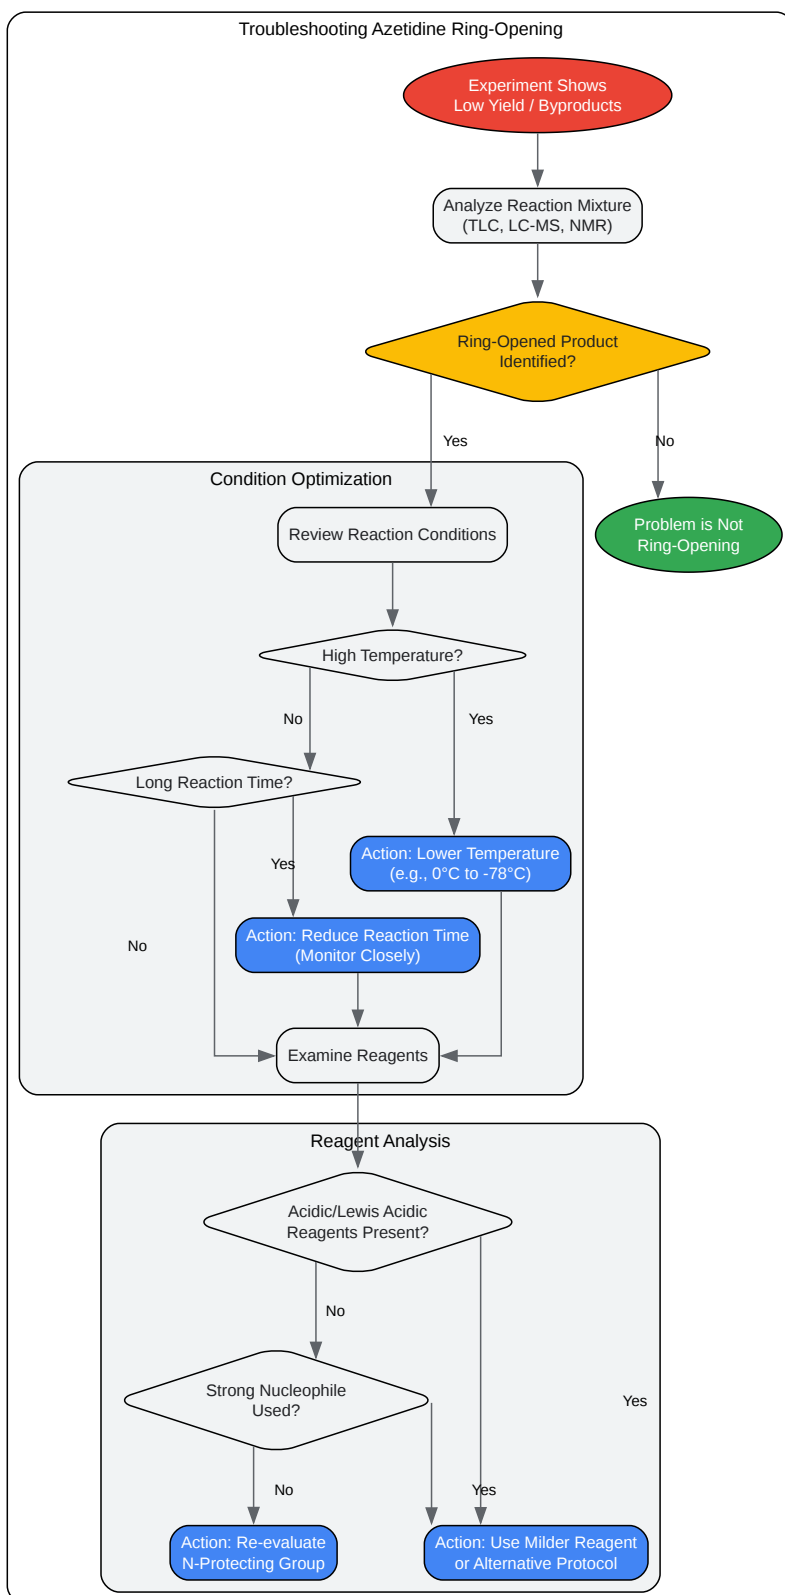 Troubleshooting Azetidine Ring-Opening
Experiment Shows
Low Yield / Byproducts
Analyze Reaction Mixture
(TLC, LC-MS, NMR)
Ring-Opened Product
Identified?
Yes
No
Condition Optimization
Review Reaction Conditions
Problem is Not
Ring-Opening
High Temperature?
No
Yes
Long Reaction Time?
Action: Lower Temperature
(e.g., 0°C to -78°C)
Yes
Action: Reduce Reaction Time
(Monitor Closely)
No
Examine Reagents
Reagent Analysis
Acidic/Lewis Acidic
Reagents Present?
No
Strong Nucleophile
Used?
Yes
No
Yes
Action: Re-evaluate
N-Protecting Group
Action: Use Milder Reagent
or Alternative Protocol